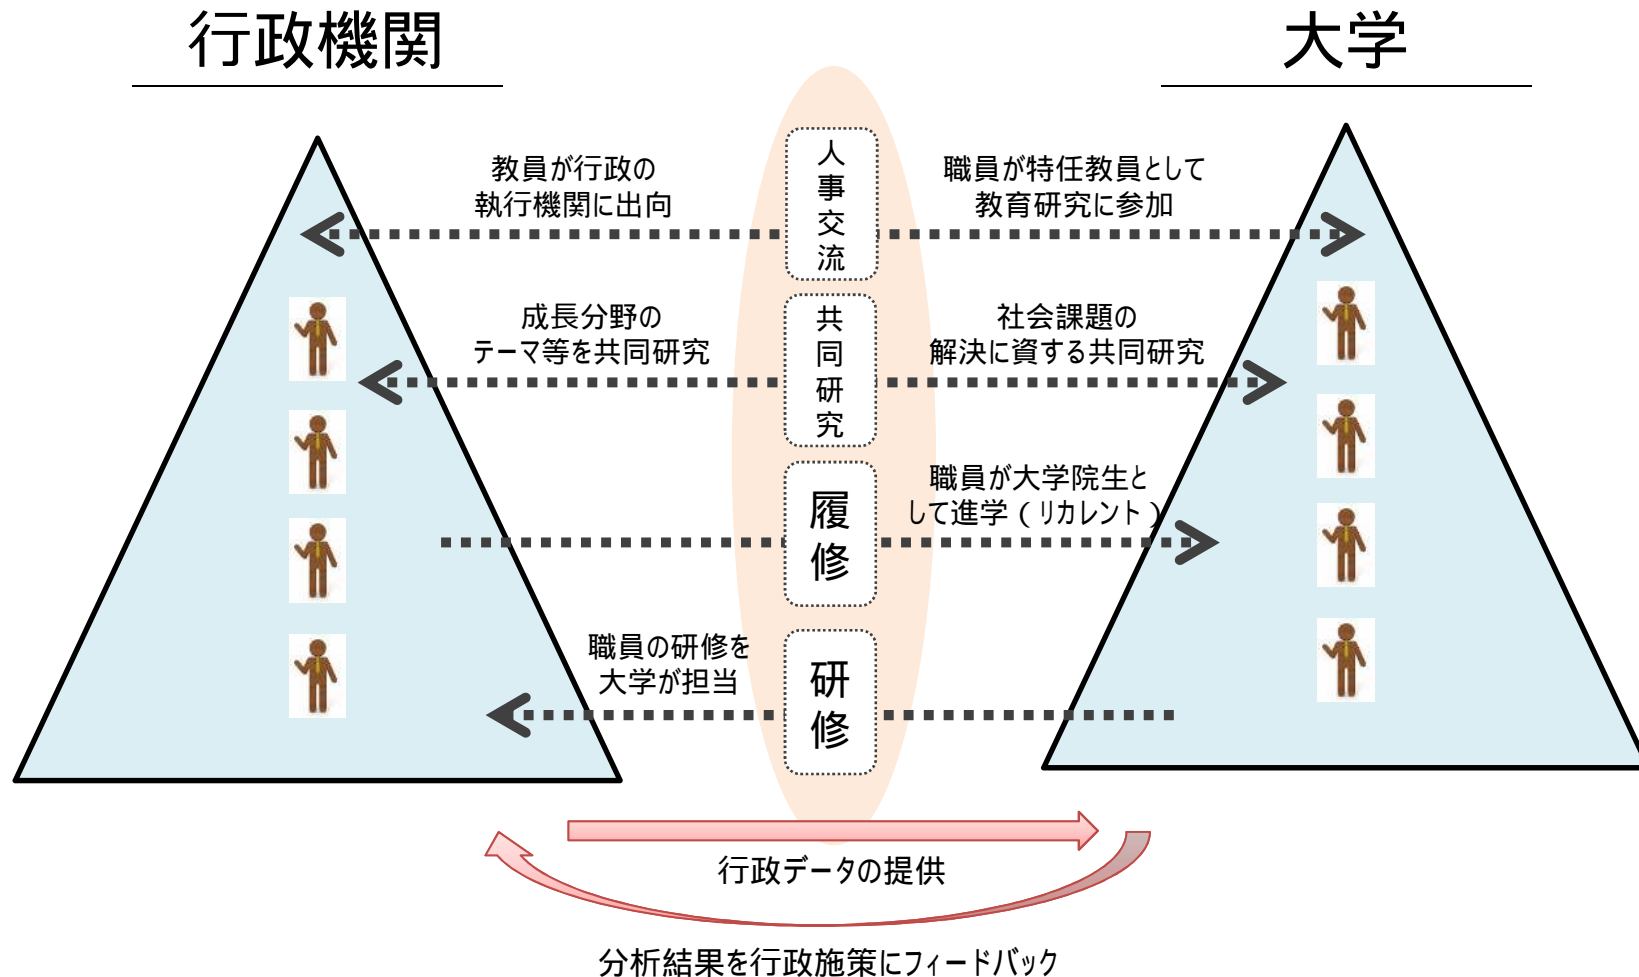 行政機関
大学
教員が行政の
執行機関に出向
人事交流
職員が特任教員として
教育研究に参加
成長分野の
テーマ等を共同研究
共同研究
社会課題の
解決に資する共同研究
履修
職員が大学院生と
して進学（リカレント）
職員の研修を
大学が担当
研修
行政データの提供
分析結果を行政施策にフィードバック